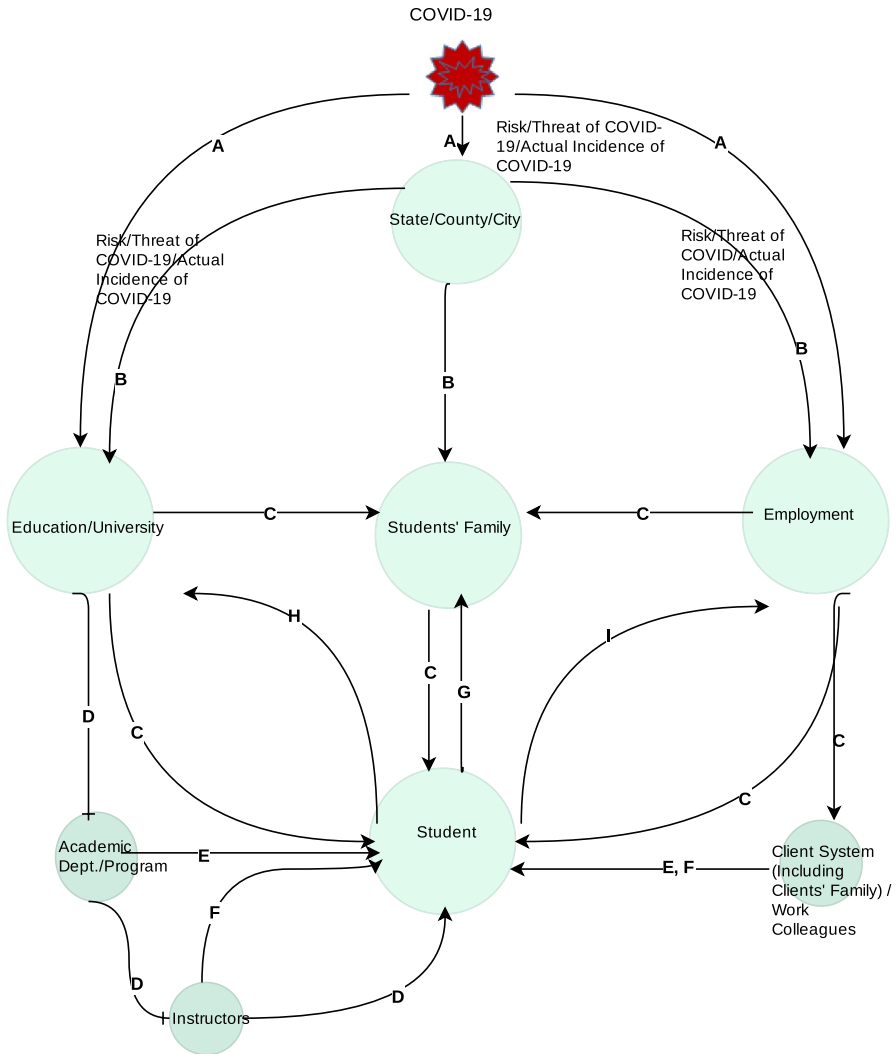 COVID-19
A
A
A
Risk/Threat of COVID-
19/Actual Incidence of
COVID-19
State/County/City
Risk/Threat of
COVID-19/Actual
Incidence of
COVID-19
Risk/Threat of
COVID/Actual
Incidence of
COVID-19
B
B
B
Education/University
C
Students' Family
C
Employment
H
C
G
I
D
C
C
C
Student
Academic
Dept./Program
E
E, F
Client System
(Including
Clients' Family) /
Work
Colleagues
F
D
D
Instructors